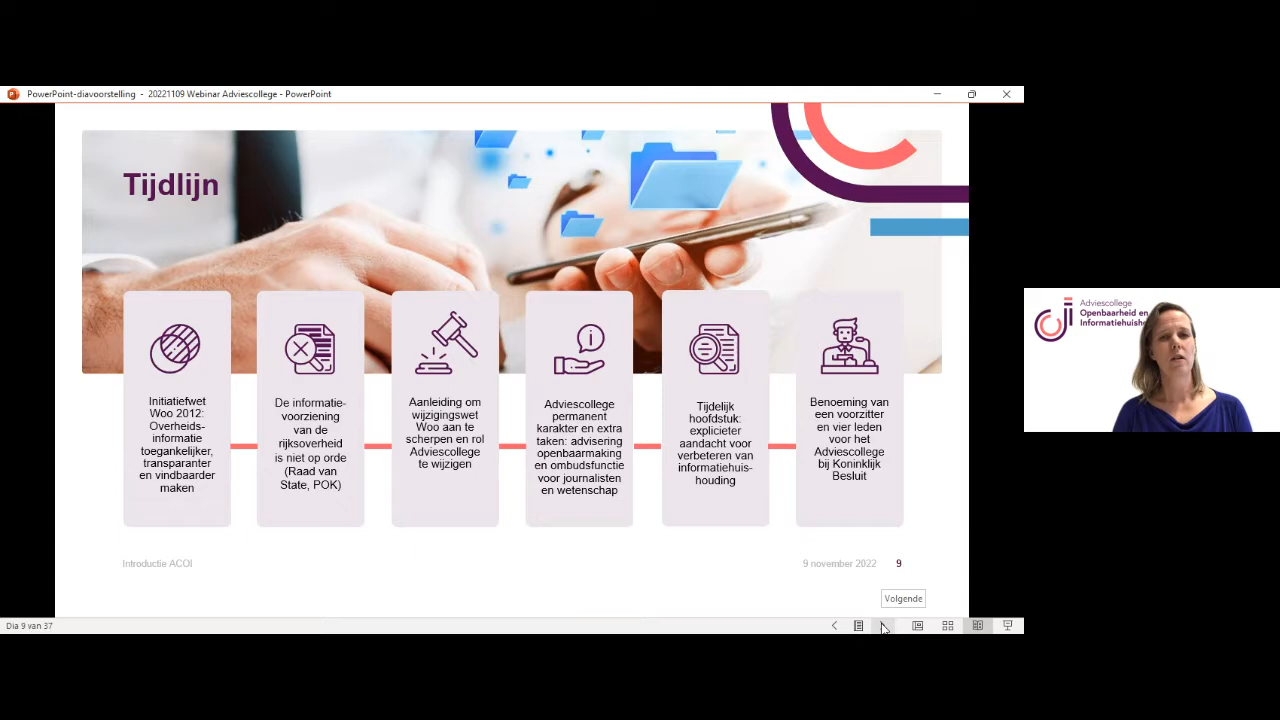 PowerPoint-diavoorstelling - 20221109 Webinar Adviescollege - PowerPoint
Tijdlijn
Initiatiefwet
Woo 2012:
Overheids-
informatie
toegankelijker,
transparanter
en vindbaarder
maken
De informatie-
voorziening
van de
rijksoverheid
is niet op orde
(Raad van
State, POK)
Aanleiding om
wijzigingswet
Woo aan te
scherpen en rol
Adviescollege
te wijzigen
Adviescollege
permanent
karakter en extra
taken: advisering
openbaarmaking
en ombudsfunctie
voor journalisten
en wetenschap
Tijdelijk
hoofdstuk:
explicieter
aandacht voor
verbeteren van
informatiehuis-
houding
Benoeming van
een voorzitter
en vier leden
voor het
Adviescollege
bij Koninklijk
Besluit
Introductie ACOI
9 november 2022 9
Volgende
Dia 9 van 37
Adviescollege
Openbaarheid en